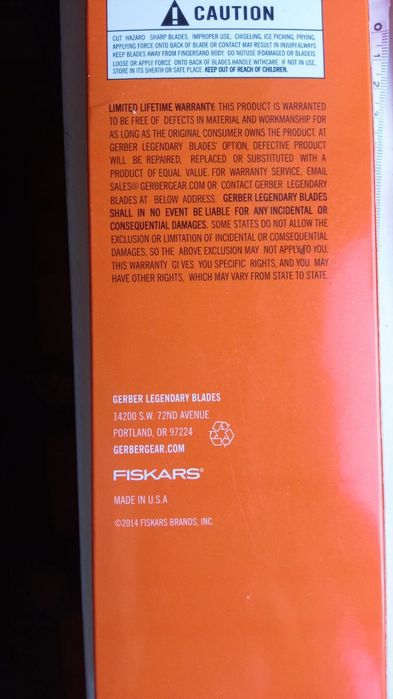 CAUTION
CUT HAZARD SHARP BLADES, IMPROPER USE, CHISELING, ICE PICKING, PRYING,
APPLYING FORCE ONTO BACK OF BLADE OR CONTACT MAY RESULT IN INJURY.ALWAYS
KEEP BLADES AWAY FROM FINGERSAND BODY. DO NOTUSE IFDAMAGED OR BLADEIS
LOOSE OR APPLY FORCE ONTO BACK OF BLADES.HANDLE WITHCARE. IF NOT IN USE,
STORE IN ITS SHEATH OR SAFE PLACE. KEEP OUT OF REACH OF CHILDREN.
LIMITED LIFETIME WARRANTY: THIS PRODUCT IS WARRANTED
TO BE FREE OF DEFECTS IN MATERIAL AND WORKMANSHIP FOR
AS LONG AS THE ORIGINAL CONSUMER OWNS THE PRODUCT. AT
GERBER LEGENDARY BLADES' OPTION, DEFECTIVE PRODUCT
WILL BE REPAIRED, REPLACED OR SUBSTITUTED WITH A
PRODUCT OF EQUAL VALUE. FOR WARRANTY SERVICE, EMAIL
SALES@GERBERGEAR.COM OR CONTACT GERBER LEGENDARY
BLADES AT BELOW ADDRESS. GERBER LEGENDARY BLADES
SHALL IN NO EVENT BE LIABLE FOR ANY INCIDENTAL OR
CONSEQUENTIAL DAMAGES. SOME STATES DO NOT ALLOW THE
EXCLUSION OR LIMITATION OF INCIDENTAL OR COMSEQUENTIAL
DAMAGES, SO THE ABOVE EXCLUSION MAY NOT APPLY TO YOU.
THIS WARRANTY GI VES YOU SPECIFIC RIGHTS, AND YOU MAY
HAVE OTHER RIGHTS, WHICH MAY VARY FROM STATE TO STATE.
GERBER LEGENDARY BLADES
14200 S.W. 72ND AVENUE
PORTLAND, OR 97224
GERBERGEAR.COM
FISKARS®
MADE IN U.S.A
©2014 FISKARS BRANDS, INC.
0
1
2
3